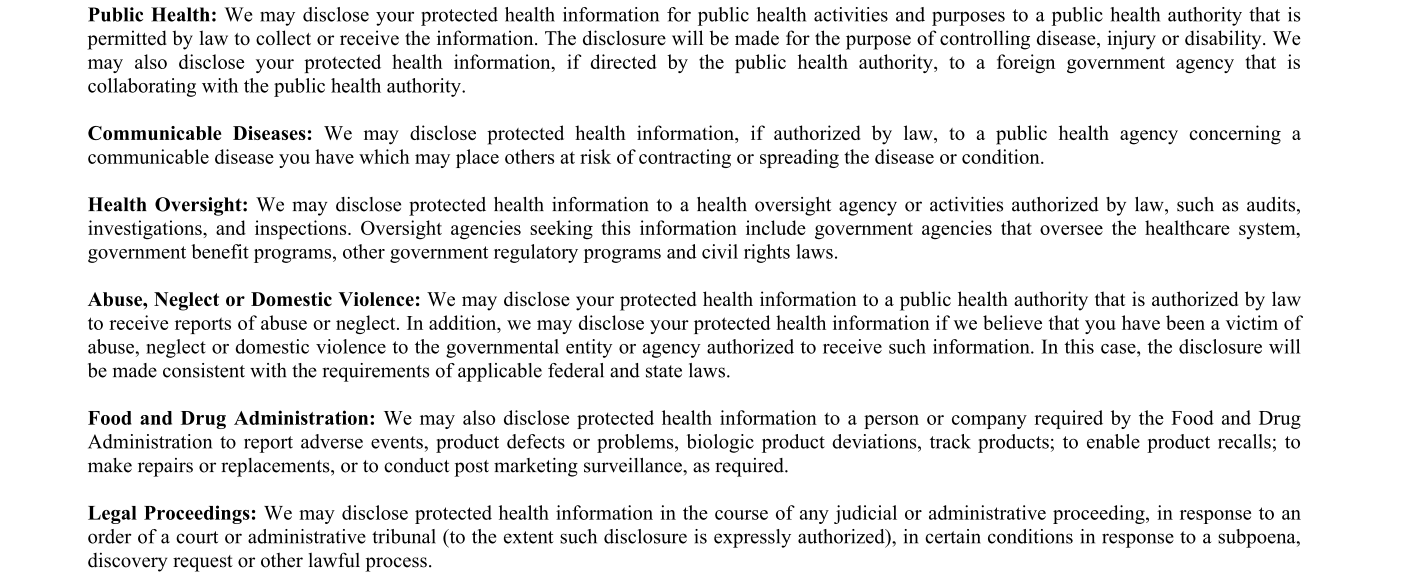 Public Health: We may disclose your protected health information for public health activities and purposes to a public health authority that is
permitted by law to collect or receive the information. The disclosure will be made for the purpose of controlling disease, injury or disability. We
may also disclose your protected health information, if directed by the public health authority, to a foreign government agency that is
collaborating with the public health authority.
Communicable Diseases: We may disclose protected health information, if authorized by law, to a public health agency concerning a
communicable disease you have which may place others at risk of contracting or spreading the disease or condition.
Health Oversight: We may disclose protected health information to a health oversight agency or activities authorized by law, such as audits,
investigations, and inspections. Oversight agencies seeking this information include government agencies that oversee the healthcare system,
government benefit programs, other government regulatory programs and civil rights laws.
Abuse, Neglect or Domestic Violence: We may disclose your protected health information to a public health authority that is authorized by law
to receive reports of abuse or neglect. In addition, we may disclose your protected health information if we believe that you have been a victim of
abuse, neglect or domestic violence to the governmental entity or agency authorized to receive such information. In this case, the disclosure will
be made consistent with the requirements of applicable federal and state laws.
Food and Drug Administration: We may also disclose protected health information to a person or company required by the Food and Drug
Administration to report adverse events, product defects or problems, biologic product deviations, track products; to enable product recalls; to
make repairs or replacements, or to conduct post marketing surveillance, as required.
Legal Proceedings: We may disclose protected health information in the course of any judicial or administrative proceeding, in response to an
order of a court or administrative tribunal (to the extent such disclosure is expressly authorized), in certain conditions in response to a subpoena,
discovery request or other lawful process.